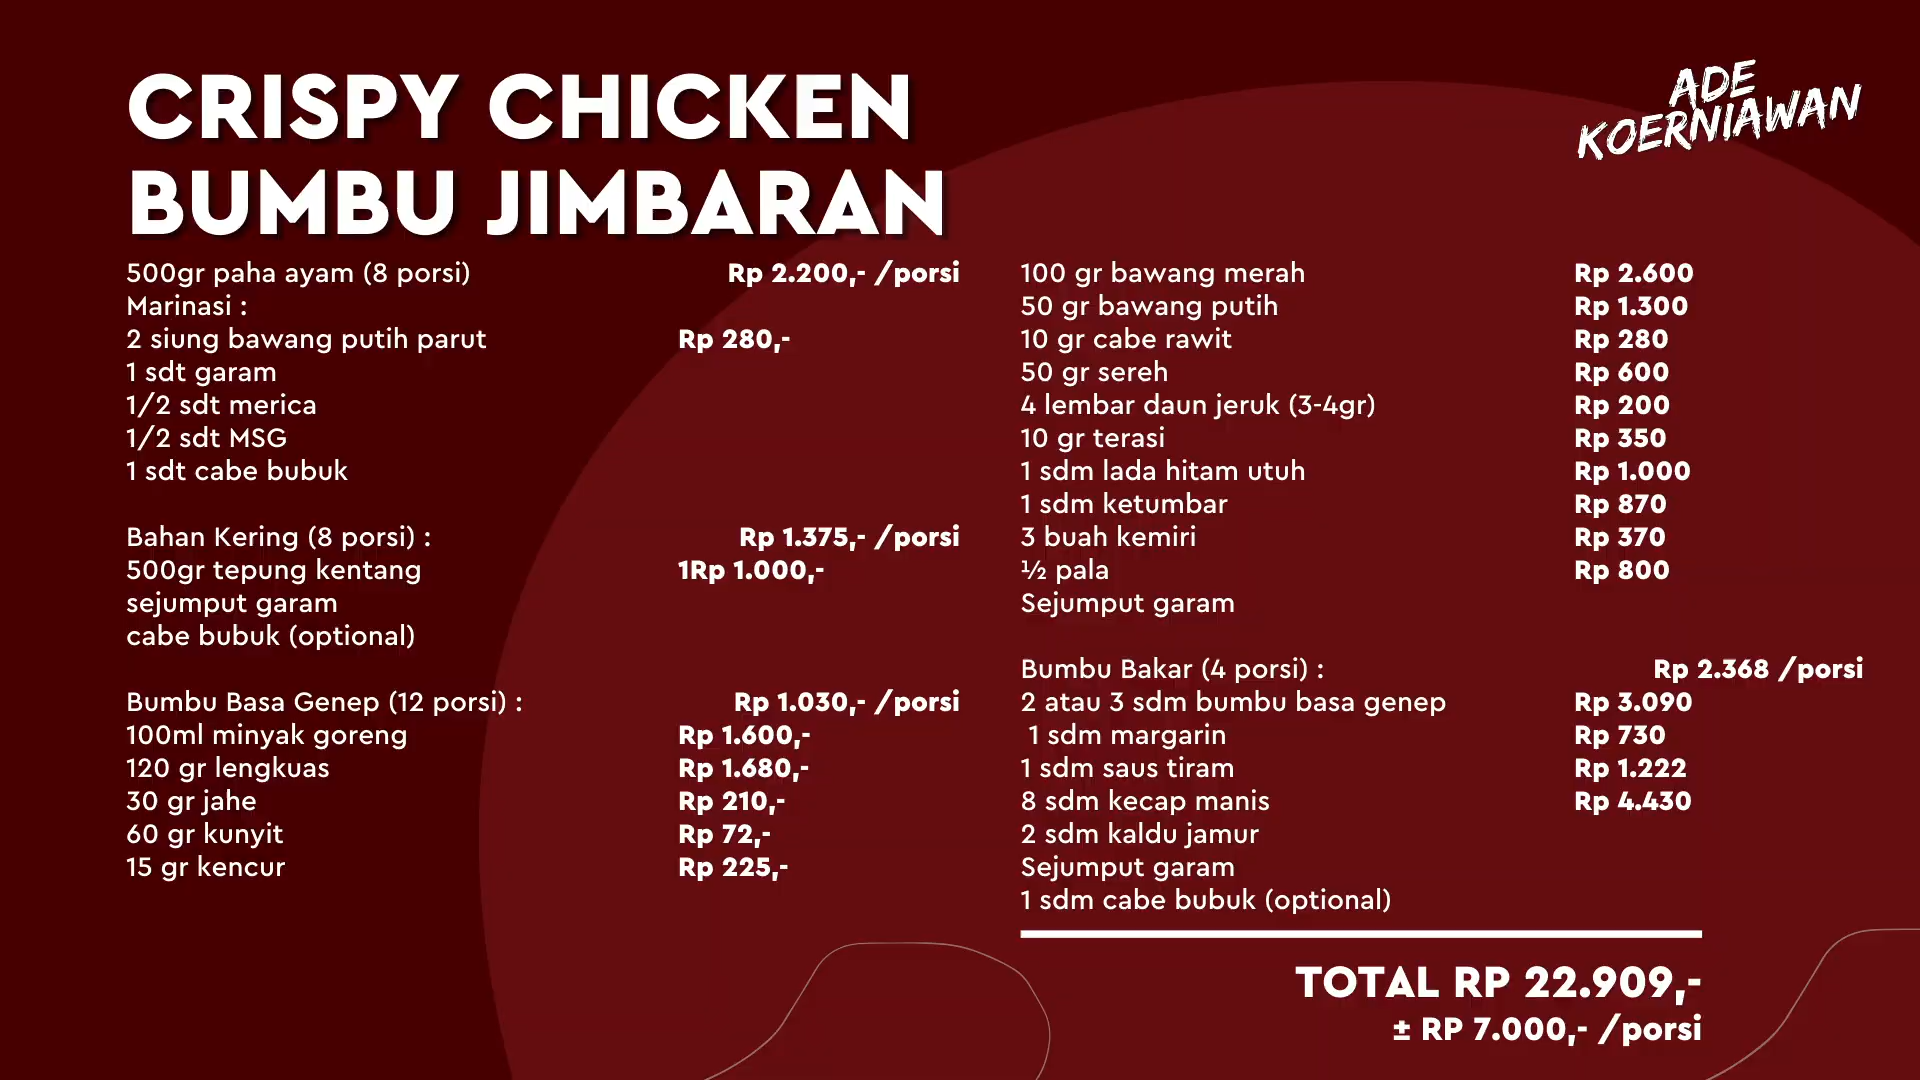 CRISPY CHICKEN
BUMBU JIMBARAN
ADE
KOERNIAWAN
500gr paha ayam (8 porsi) Rp 2.200,- /porsi
Marinasi :
2 siung bawang putih parut Rp 280,-
1 sdt garam
1/2 sdt merica
1/2 sdt MSG
1 sdt cabe bubuk
Bahan Kering (8 porsi) : Rp 1.375,- /porsi
500gr tepung kentang 1Rp 1.000,-
sejumput garam
cabe bubuk (optional)
Bumbu Basa Genep (12 porsi) : Rp 1.030,- /porsi
100ml minyak goreng Rp 1.600,-
120 gr lengkuas Rp 1.680,-
30 gr jahe Rp 210,-
60 gr kunyit Rp 72,-
15 gr kencur Rp 225,-
100 gr bawang merah Rp 2.600
50 gr bawang putih Rp 1.300
10 gr cabe rawit Rp 280
50 gr sereh Rp 600
4 lembar daun jeruk (3-4gr) Rp 200
10 gr terasi Rp 350
1 sdm lada hitam utuh Rp 1.000
1 sdm ketumbar Rp 870
3 buah kemiri Rp 370
½ pala Rp 800
Sejumput garam
Bumbu Bakar (4 porsi) : Rp 2.368 /porsi
2 atau 3 sdm bumbu basa genep Rp 3.090
1 sdm margarin Rp 730
1 sdm saus tiram Rp 1.222
8 sdm kecap manis Rp 4.430
2 sdm kaldu jamur
Sejumput garam
1 sdm cabe bubuk (optional)
TOTAL RP 22.909,-
± RP 7.000,- /porsi